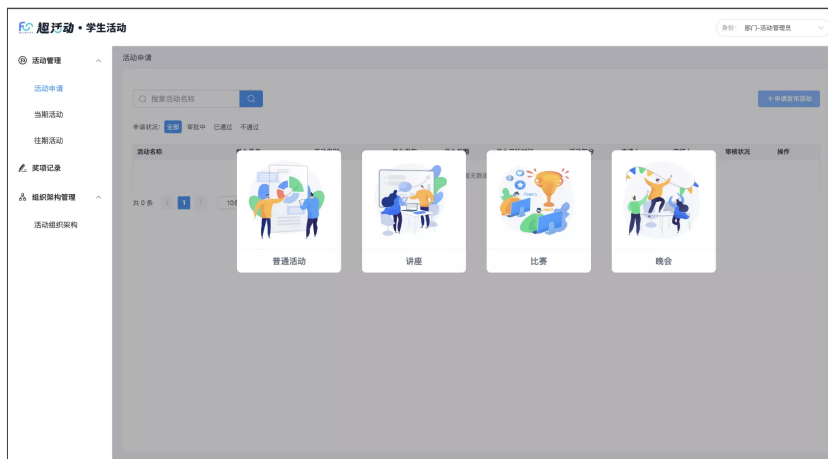 趣活动·学生活动
身份: 部门-活动管理员
活动管理
活动申请
当期活动
往期活动
奖项记录
组织架构管理
活动组织架构
活动申请
搜索活动名称
+ 申请发布活动
申请状况: 全部 审批中 已通过 不通过
活动名称 审核状况 操作
共 0 条 1
普通活动
讲座
比赛
晚会